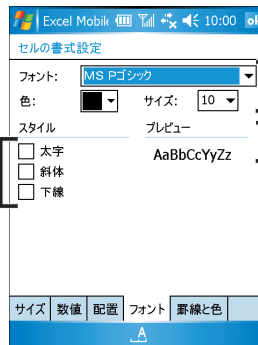 Excel Mobile 10:00 ok
セルの書式設定
フォント: MS Pゴシック
色: サイズ: 10
スタイル プレビュー
太字 AaBbCcYyZz
斜体
下線
サイズ 数値 配置 フォント 罫線と色
A